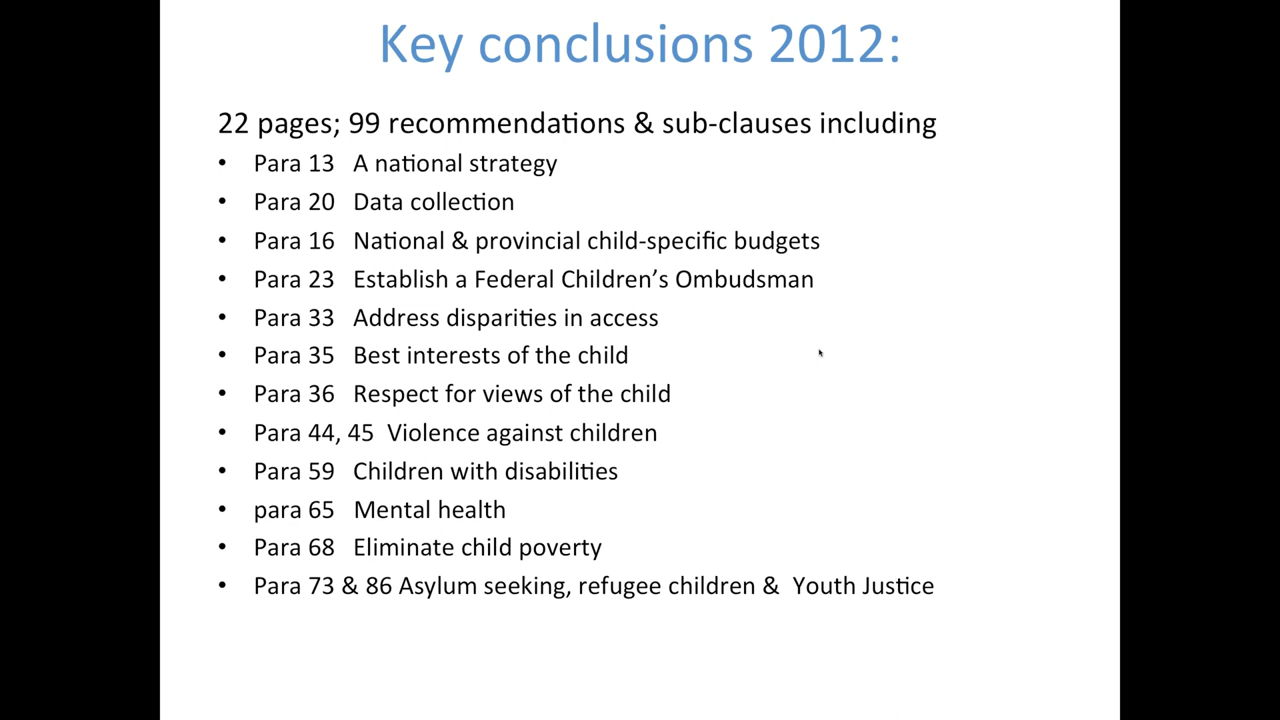 Key conclusions 2012:
22 pages; 99 recommendations & sub-clauses including
• Para 13 A national strategy
• Para 20 Data collection
• Para 16 National & provincial child-specific budgets
• Para 23 Establish a Federal Children’s Ombudsman
• Para 33 Address disparities in access
• Para 35 Best interests of the child
• Para 36 Respect for views of the child
• Para 44, 45 Violence against children
• Para 59 Children with disabilities
• para 65 Mental health
• Para 68 Eliminate child poverty
• Para 73 & 86 Asylum seeking, refugee children & Youth Justice